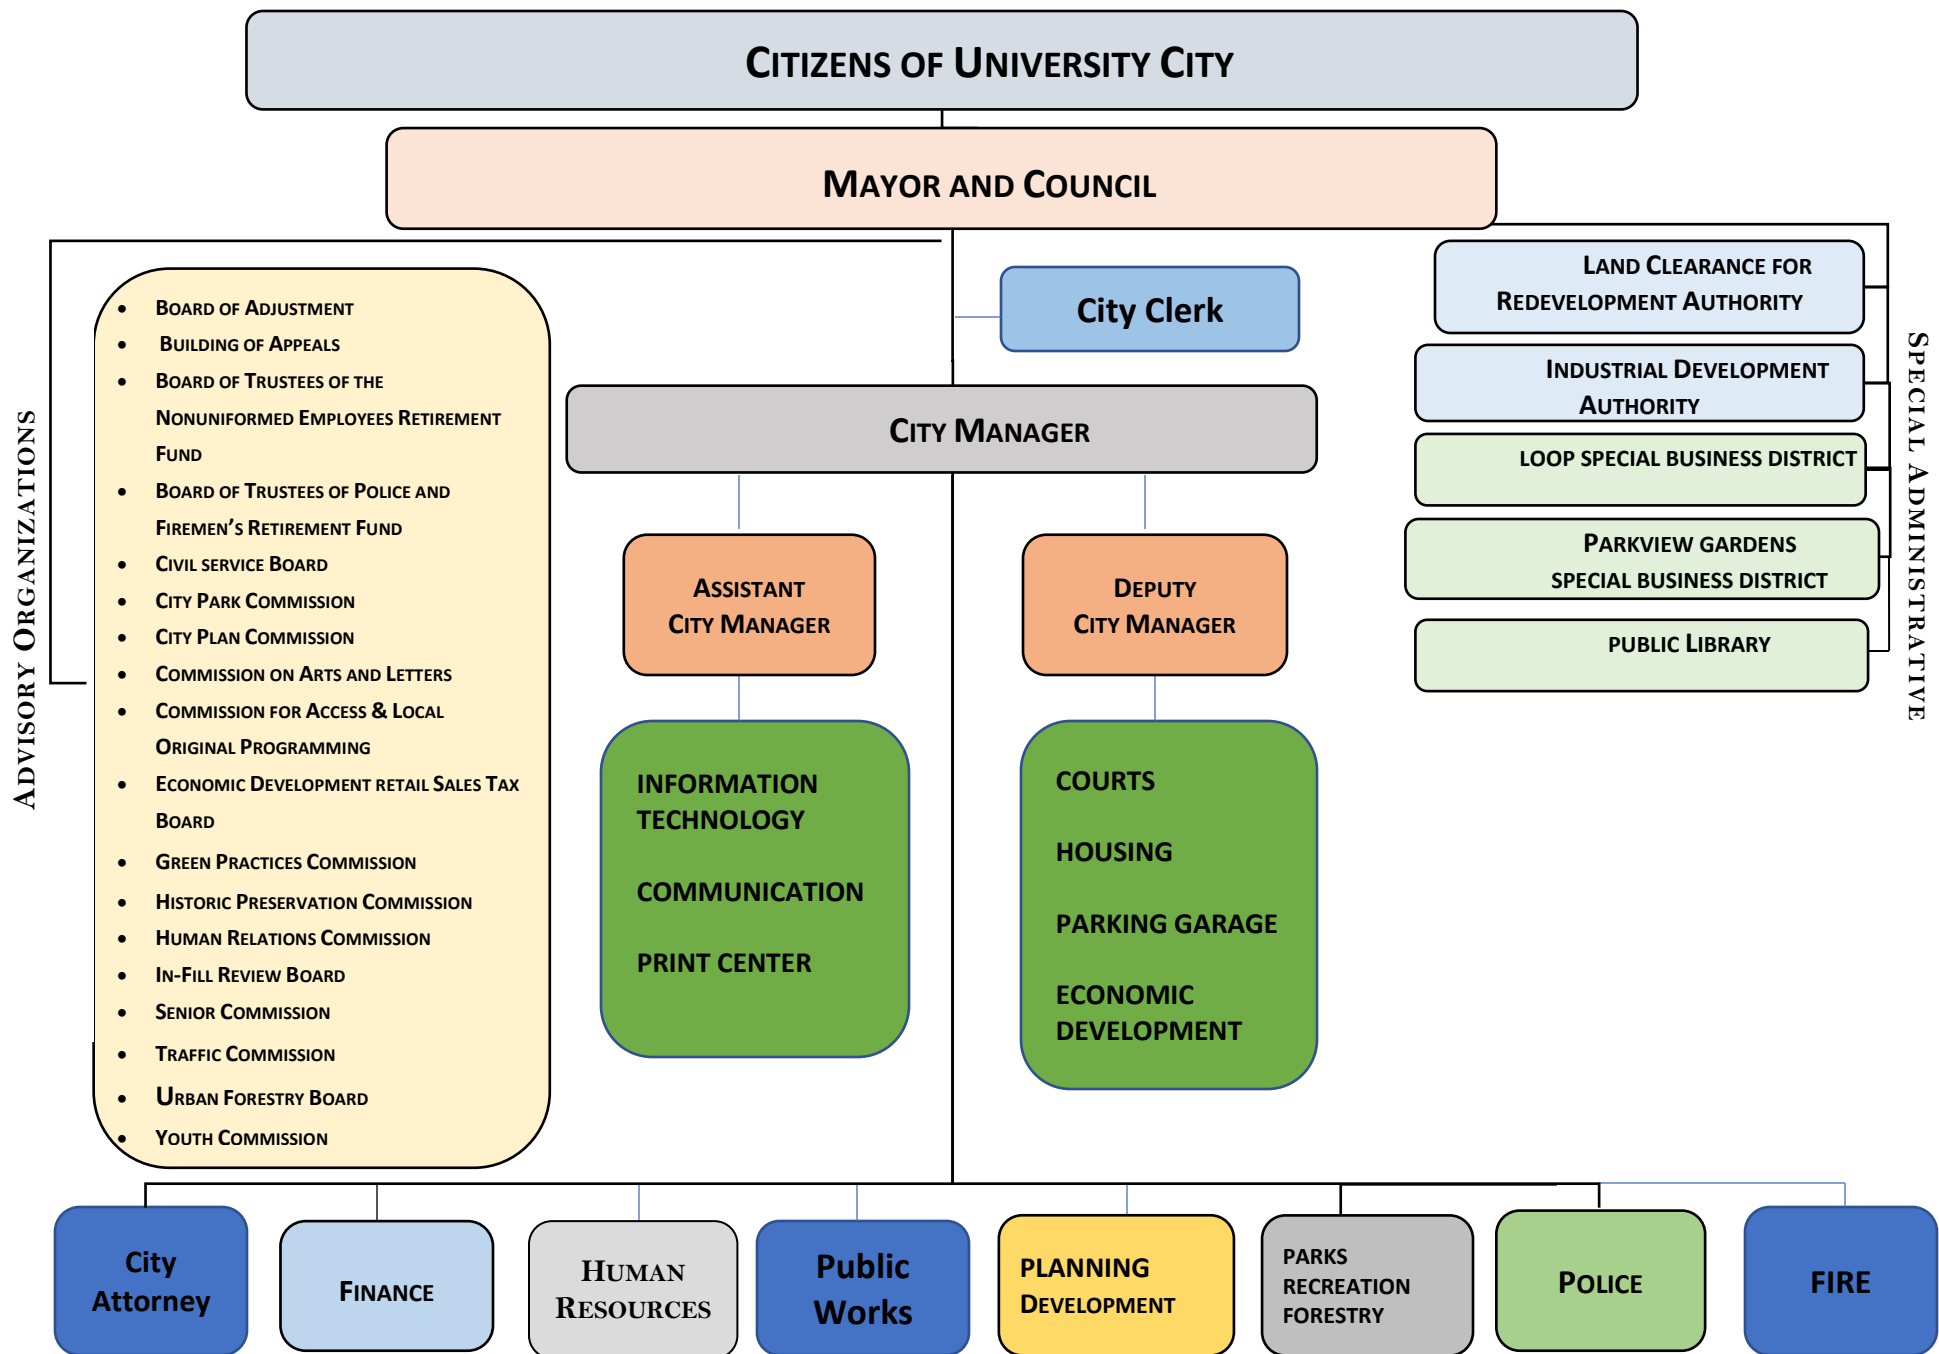 CITIZENS OF UNIVERSITY CITY
MAYOR AND COUNCIL
ADVISORY ORGANIZATIONS
• BOARD OF ADJUSTMENT
• BUILDING OF APPEALS
• BOARD OF TRUSTEES OF THE
NONUNIFORMED EMPLOYEES RETIREMENT
FUND
• BOARD OF TRUSTEES OF POLICE AND
FIREMEN’S RETIREMENT FUND
• CIVIL SERVICE BOARD
• CITY PARK COMMISSION
• CITY PLAN COMMISSION
• COMMISSION ON ARTS AND LETTERS
• COMMISSION FOR ACCESS & LOCAL
ORIGINAL PROGRAMMING
• ECONOMIC DEVELOPMENT RETAIL SALES TAX
BOARD
• GREEN PRACTICES COMMISSION
• HISTORIC PRESERVATION COMMISSION
• HUMAN RELATIONS COMMISSION
• IN-FILL REVIEW BOARD
• SENIOR COMMISSION
• TRAFFIC COMMISSION
• URBAN FORESTRY BOARD
• YOUTH COMMISSION
City Clerk
CITY MANAGER
ASSISTANT
CITY MANAGER
DEPUTY
CITY MANAGER
INFORMATION
TECHNOLOGY
COMMUNICATION
PRINT CENTER
COURTS
HOUSING
PARKING GARAGE
ECONOMIC
DEVELOPMENT
LAND CLEARANCE FOR
REDEVELOPMENT AUTHORITY
INDUSTRIAL DEVELOPMENT
AUTHORITY
LOOP SPECIAL BUSINESS DISTRICT
PARKVIEW GARDENS
SPECIAL BUSINESS DISTRICT
PUBLIC LIBRARY
SPECIAL ADMINISTRATIVE
City
Attorney
FINANCE
HUMAN
RESOURCES
Public
Works
PLANNING
DEVELOPMENT
PARKS
RECREATION
FORESTRY
POLICE
FIRE